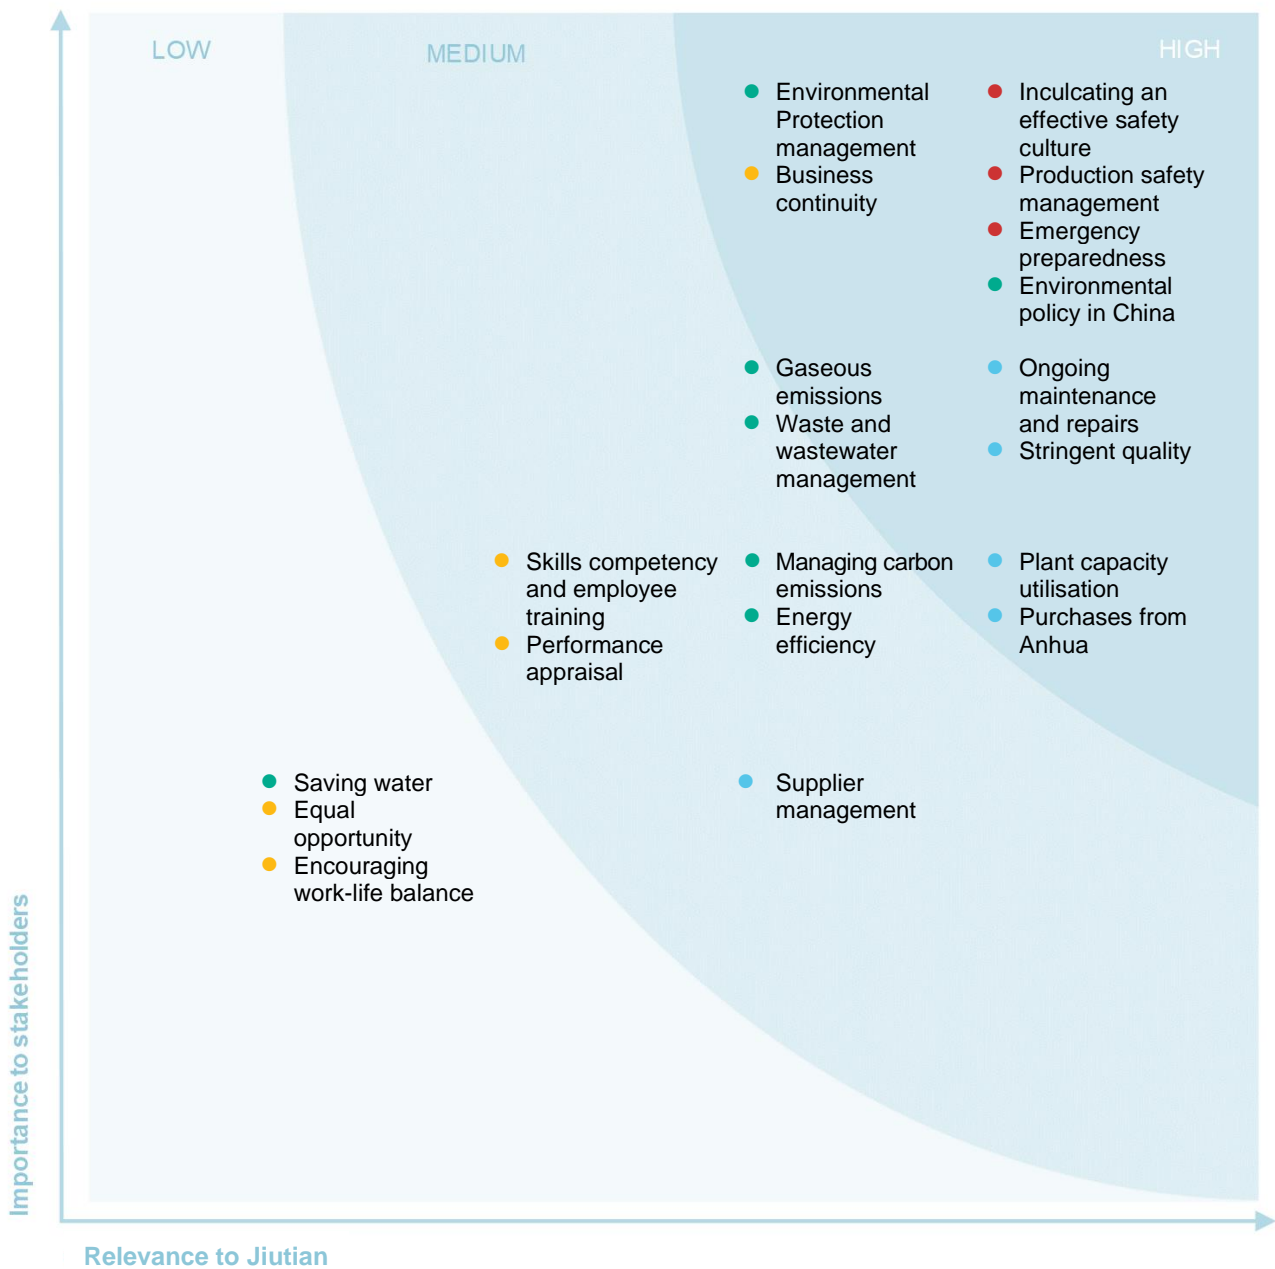 LOW
MEDIUM
HIGH
Environmental
Protection
management
Business
continuity
Inculcating an
effective safety
culture
Production safety
management
Emergency
preparedness
Environmental
policy in China
Gaseous
emissions
Waste and
wastewater
management
Ongoing
maintenance
and repairs
Stringent quality
Skills competency
and employee
training
Performance
appraisal
Managing carbon
emissions
Energy
efficiency
Plant capacity
utilisation
Purchases from
Anhua
Saving water
Equal
opportunity
Encouraging
work-life balance
Supplier
management
Importance to stakeholders
Relevance to Jiutian